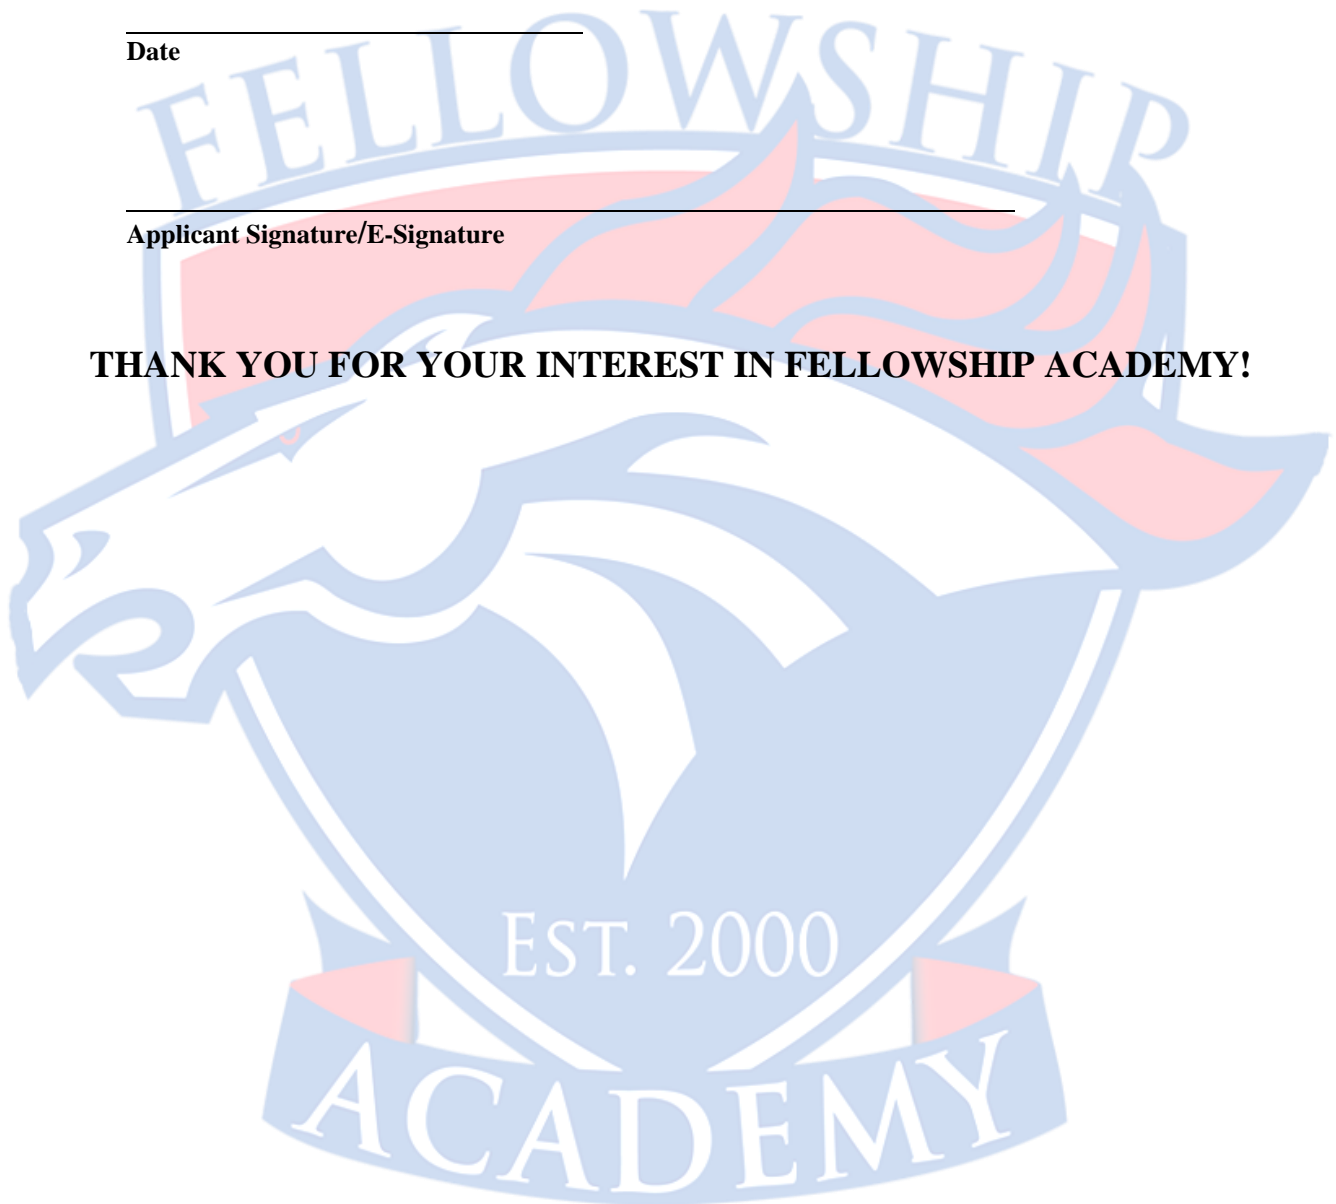 Date
FELLOWSHIP
Applicant Signature/E-Signature
THANK YOU FOR YOUR INTEREST IN FELLOWSHIP ACADEMY!
EST. 2000
ACADEMY